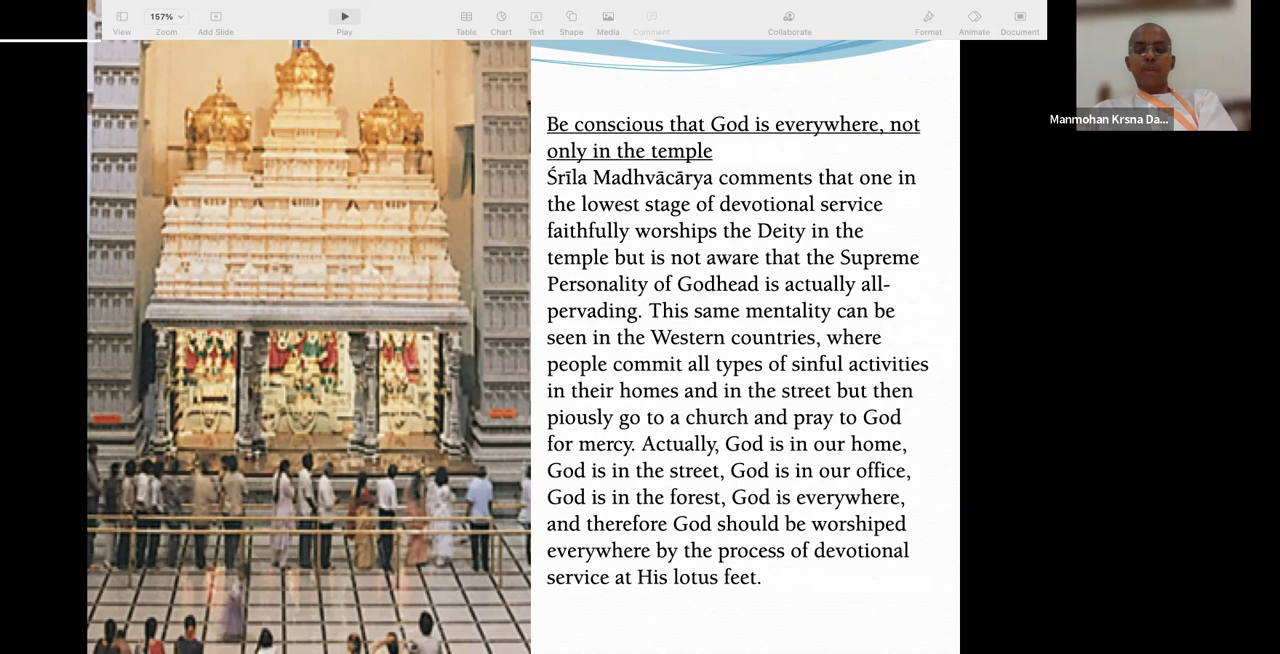 157%
View
Zoom
Add Slide
Play
Table
Chart
Text
Shape
Media
Comment
Collaborate
Format
Animate
Document
Manmohan Krsna Da...
Be conscious that God is everywhere, not
only in the temple
Śrīla Madhvācārya comments that one in
the lowest stage of devotional service
faithfully worships the Deity in the
temple but is not aware that the Supreme
Personality of Godhead is actually all-
pervading. This same mentality can be
seen in the Western countries, where
people commit all types of sinful activities
in their homes and in the street but then
piously go to a church and pray to God
for mercy. Actually, God is in our home,
God is in the street, God is in our office,
God is in the forest, God is everywhere,
and therefore God should be worshiped
everywhere by the process of devotional
service at His lotus feet.